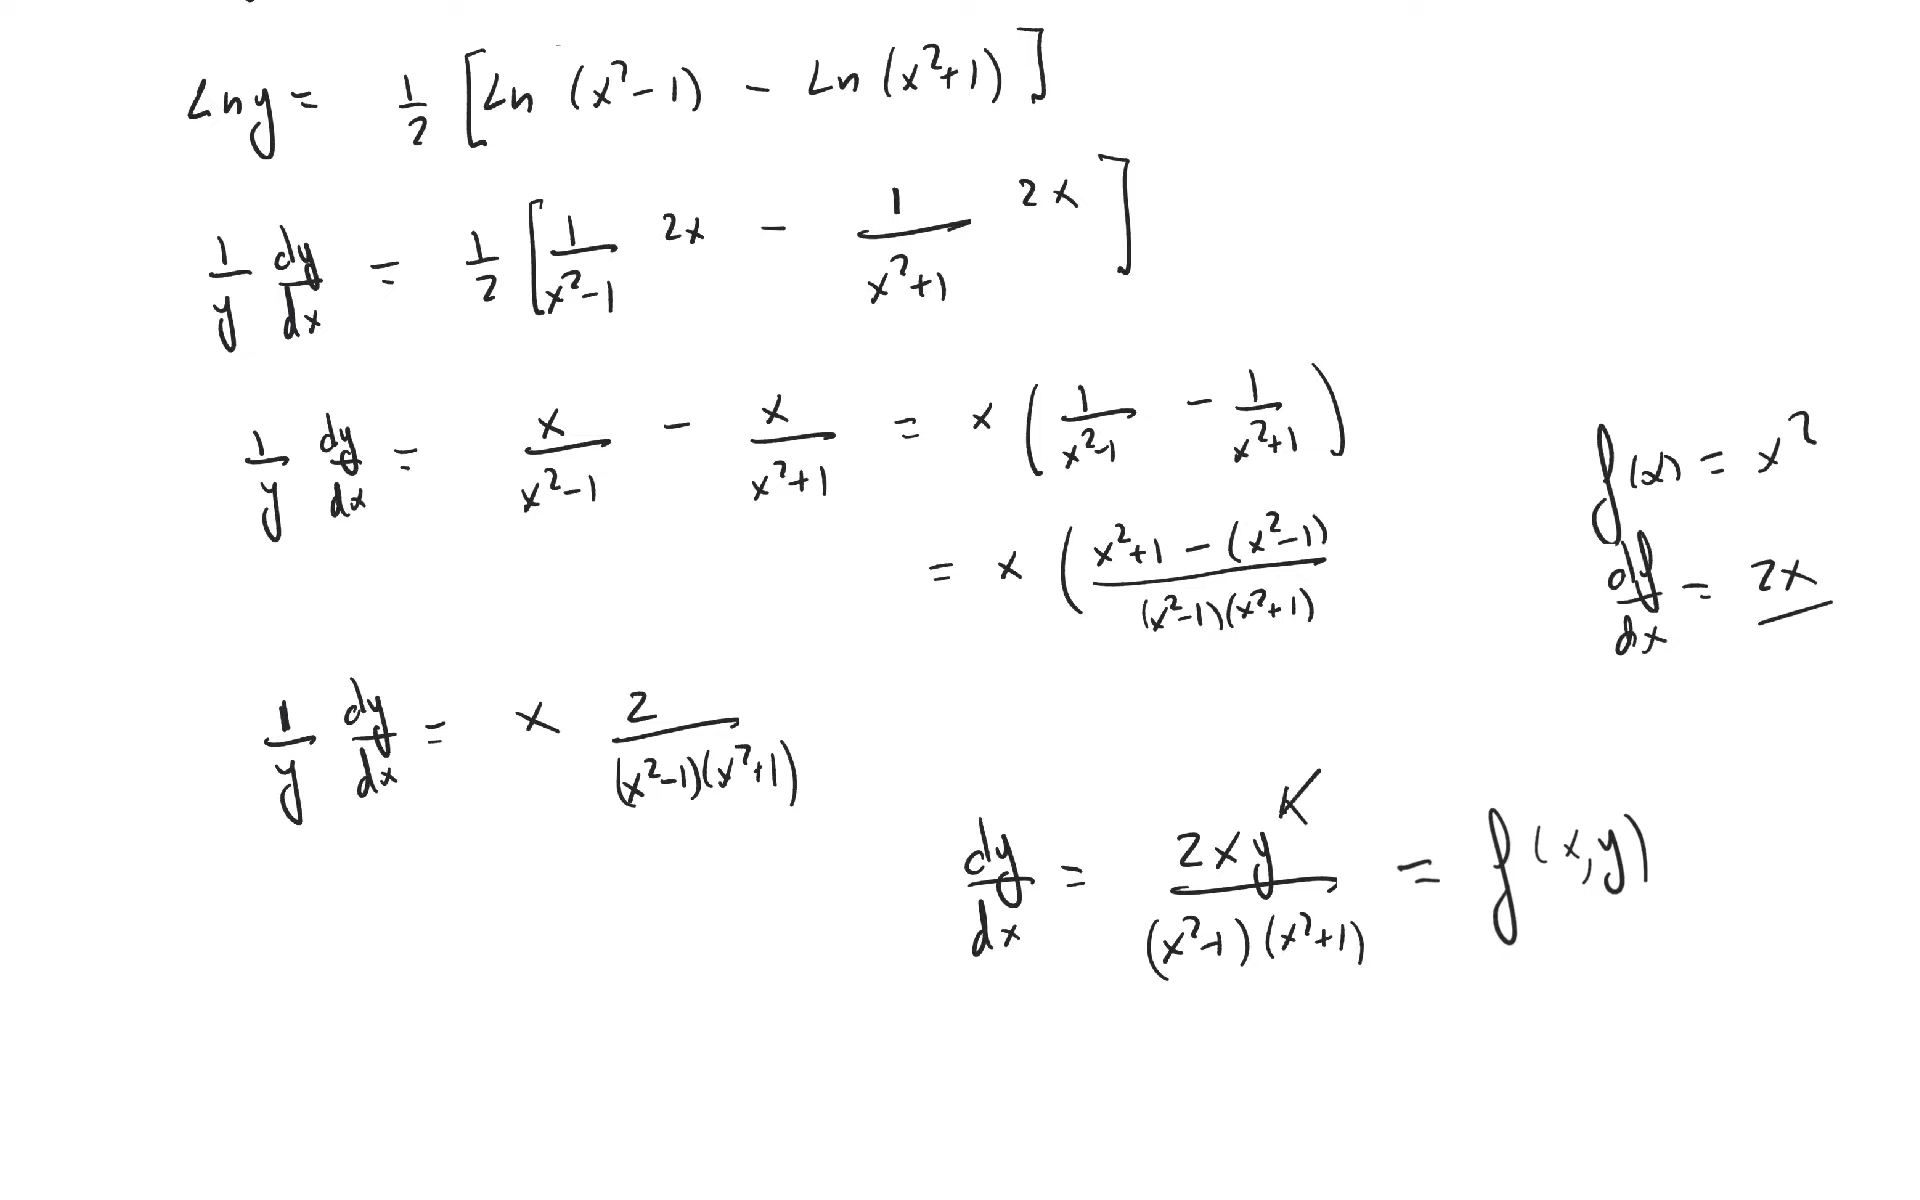 Ln y = 1/2 [Ln (x²-1) - Ln (x²+1)]
1/y dy/dx = 1/2 [1/(x²-1) 2x - 1/(x²+1) 2x]
1/y dy/dx = x/(x²-1) - x/(x²+1) = x (1/(x²-1) - 1/(x²+1))
= x ( (x²+1 - (x²-1))/((x²-1)(x²+1))
f(x) = x²
df/dx = 2x
1/y dy/dx = x 2/((x²-1)(x²+1))
dy/dx = 2xy/((x²-1)(x²+1)) = f(x,y)